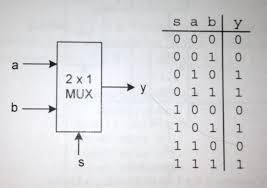 a
b
2 x 1
MUX
y
s
s a b y
0 0 0 0
0 0 1 0
0 1 0 1
0 1 1 1
1 0 0 0
1 0 1 1
1 1 0 0
1 1 1 1